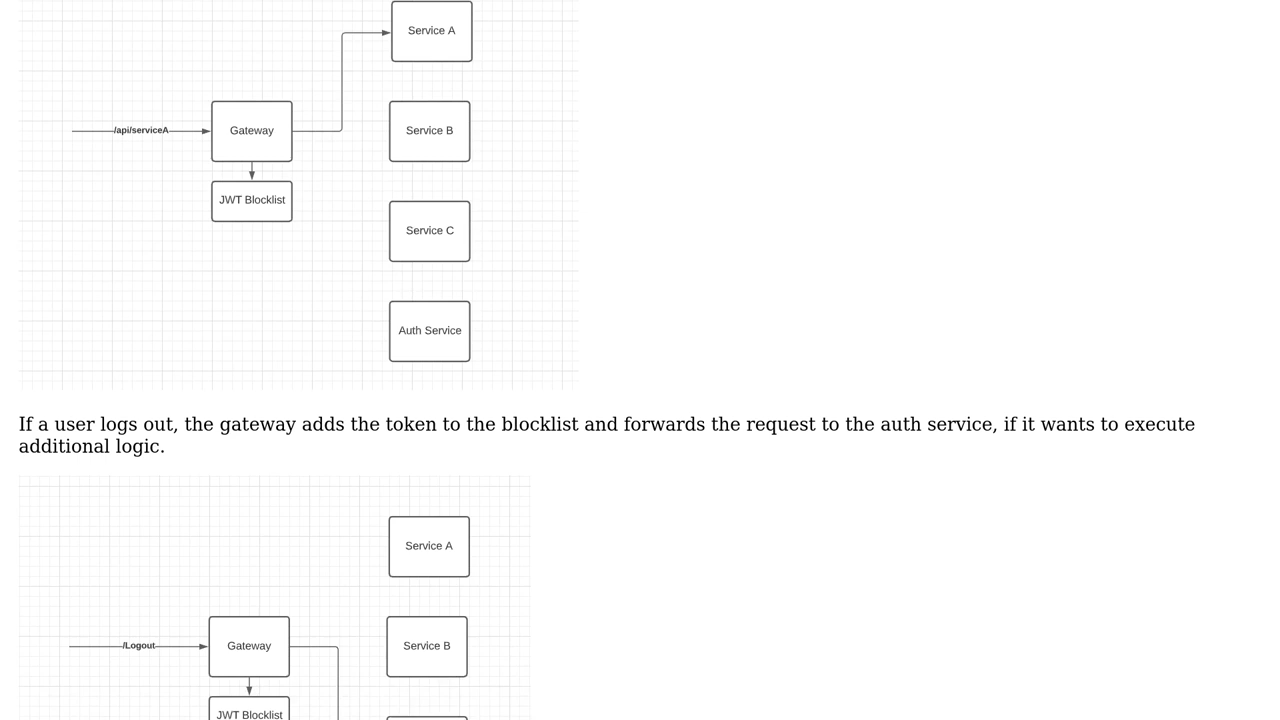 Service A
/api/serviceA
Gateway
Service B
JWT Blocklist
Service C
Auth Service
If a user logs out, the gateway adds the token to the blocklist and forwards the request to the auth service, if it wants to execute
additional logic.
Service A
/Logout
Gateway
Service B
JWT Blocklist